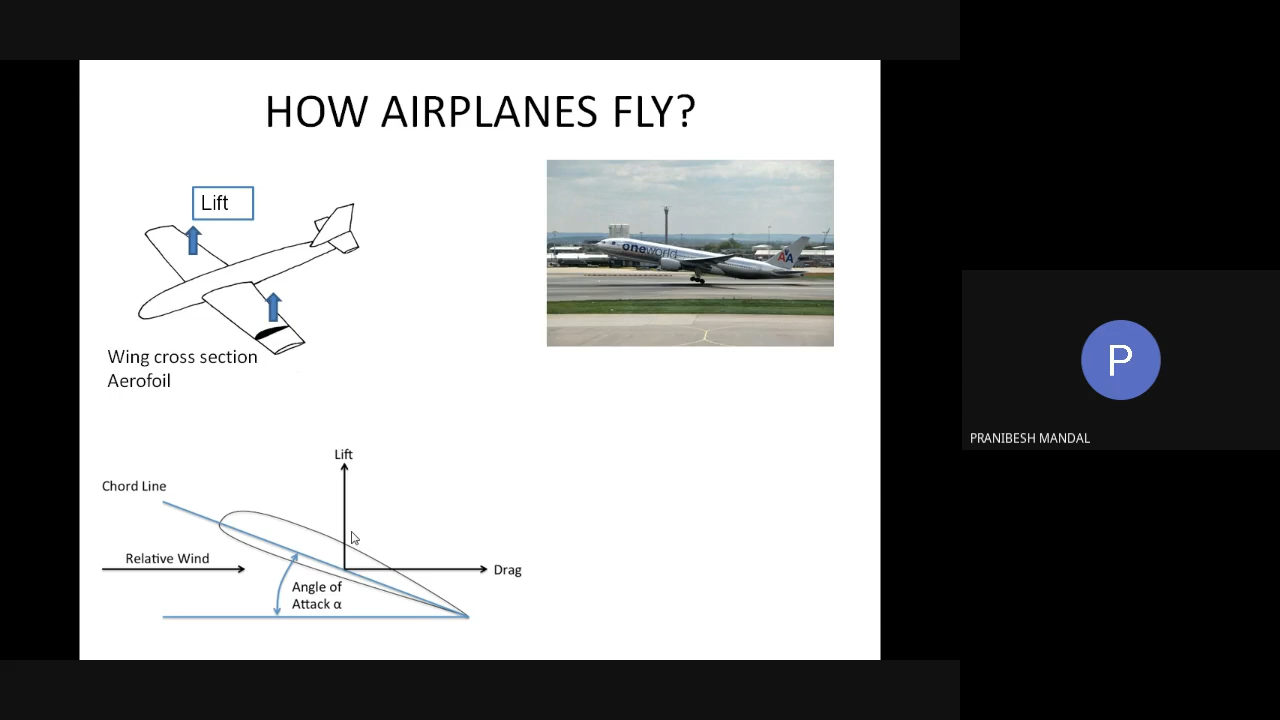 HOW AIRPLANES FLY?
Lift
oneworld
AA
Wing cross section
Aerofoil
Lift
Chord Line
Relative Wind
Drag
Angle of
Attack α
P
PRANIBESH MANDAL